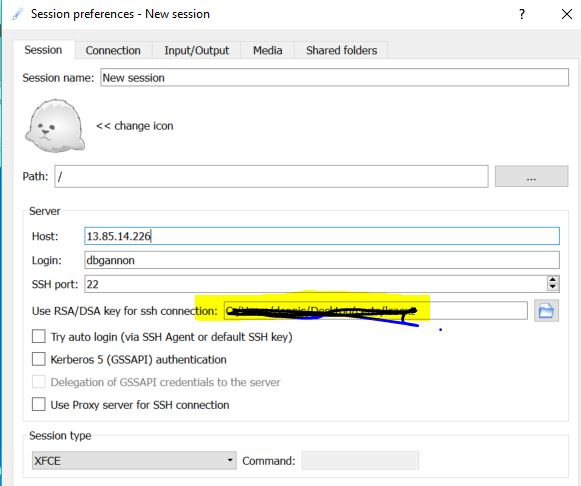 Session preferences - New session
? ×
Session Connection Input/Output Media Shared folders
Session name: New session
<< change icon
Path: / ...
Server
Host: 13.85.14.226
Login: dbgannon
SSH port: 22
Use RSA/DSA key for ssh connection:
Try auto login (via SSH Agent or default SSH key)
Kerberos 5 (GSSAPI) authentication
Delegation of GSSAPI credentials to the server
Use Proxy server for SSH connection
Session type
XFCE Command: